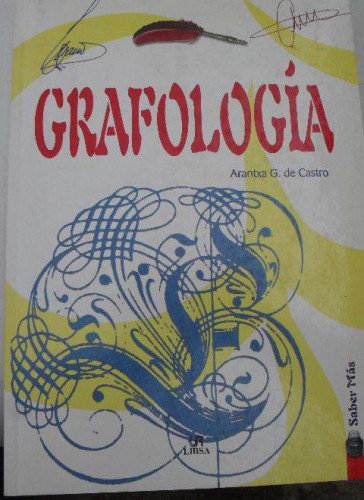 GRAFOLOGÍA
Arantxa G. de Castro
LIBSA
Saber Más